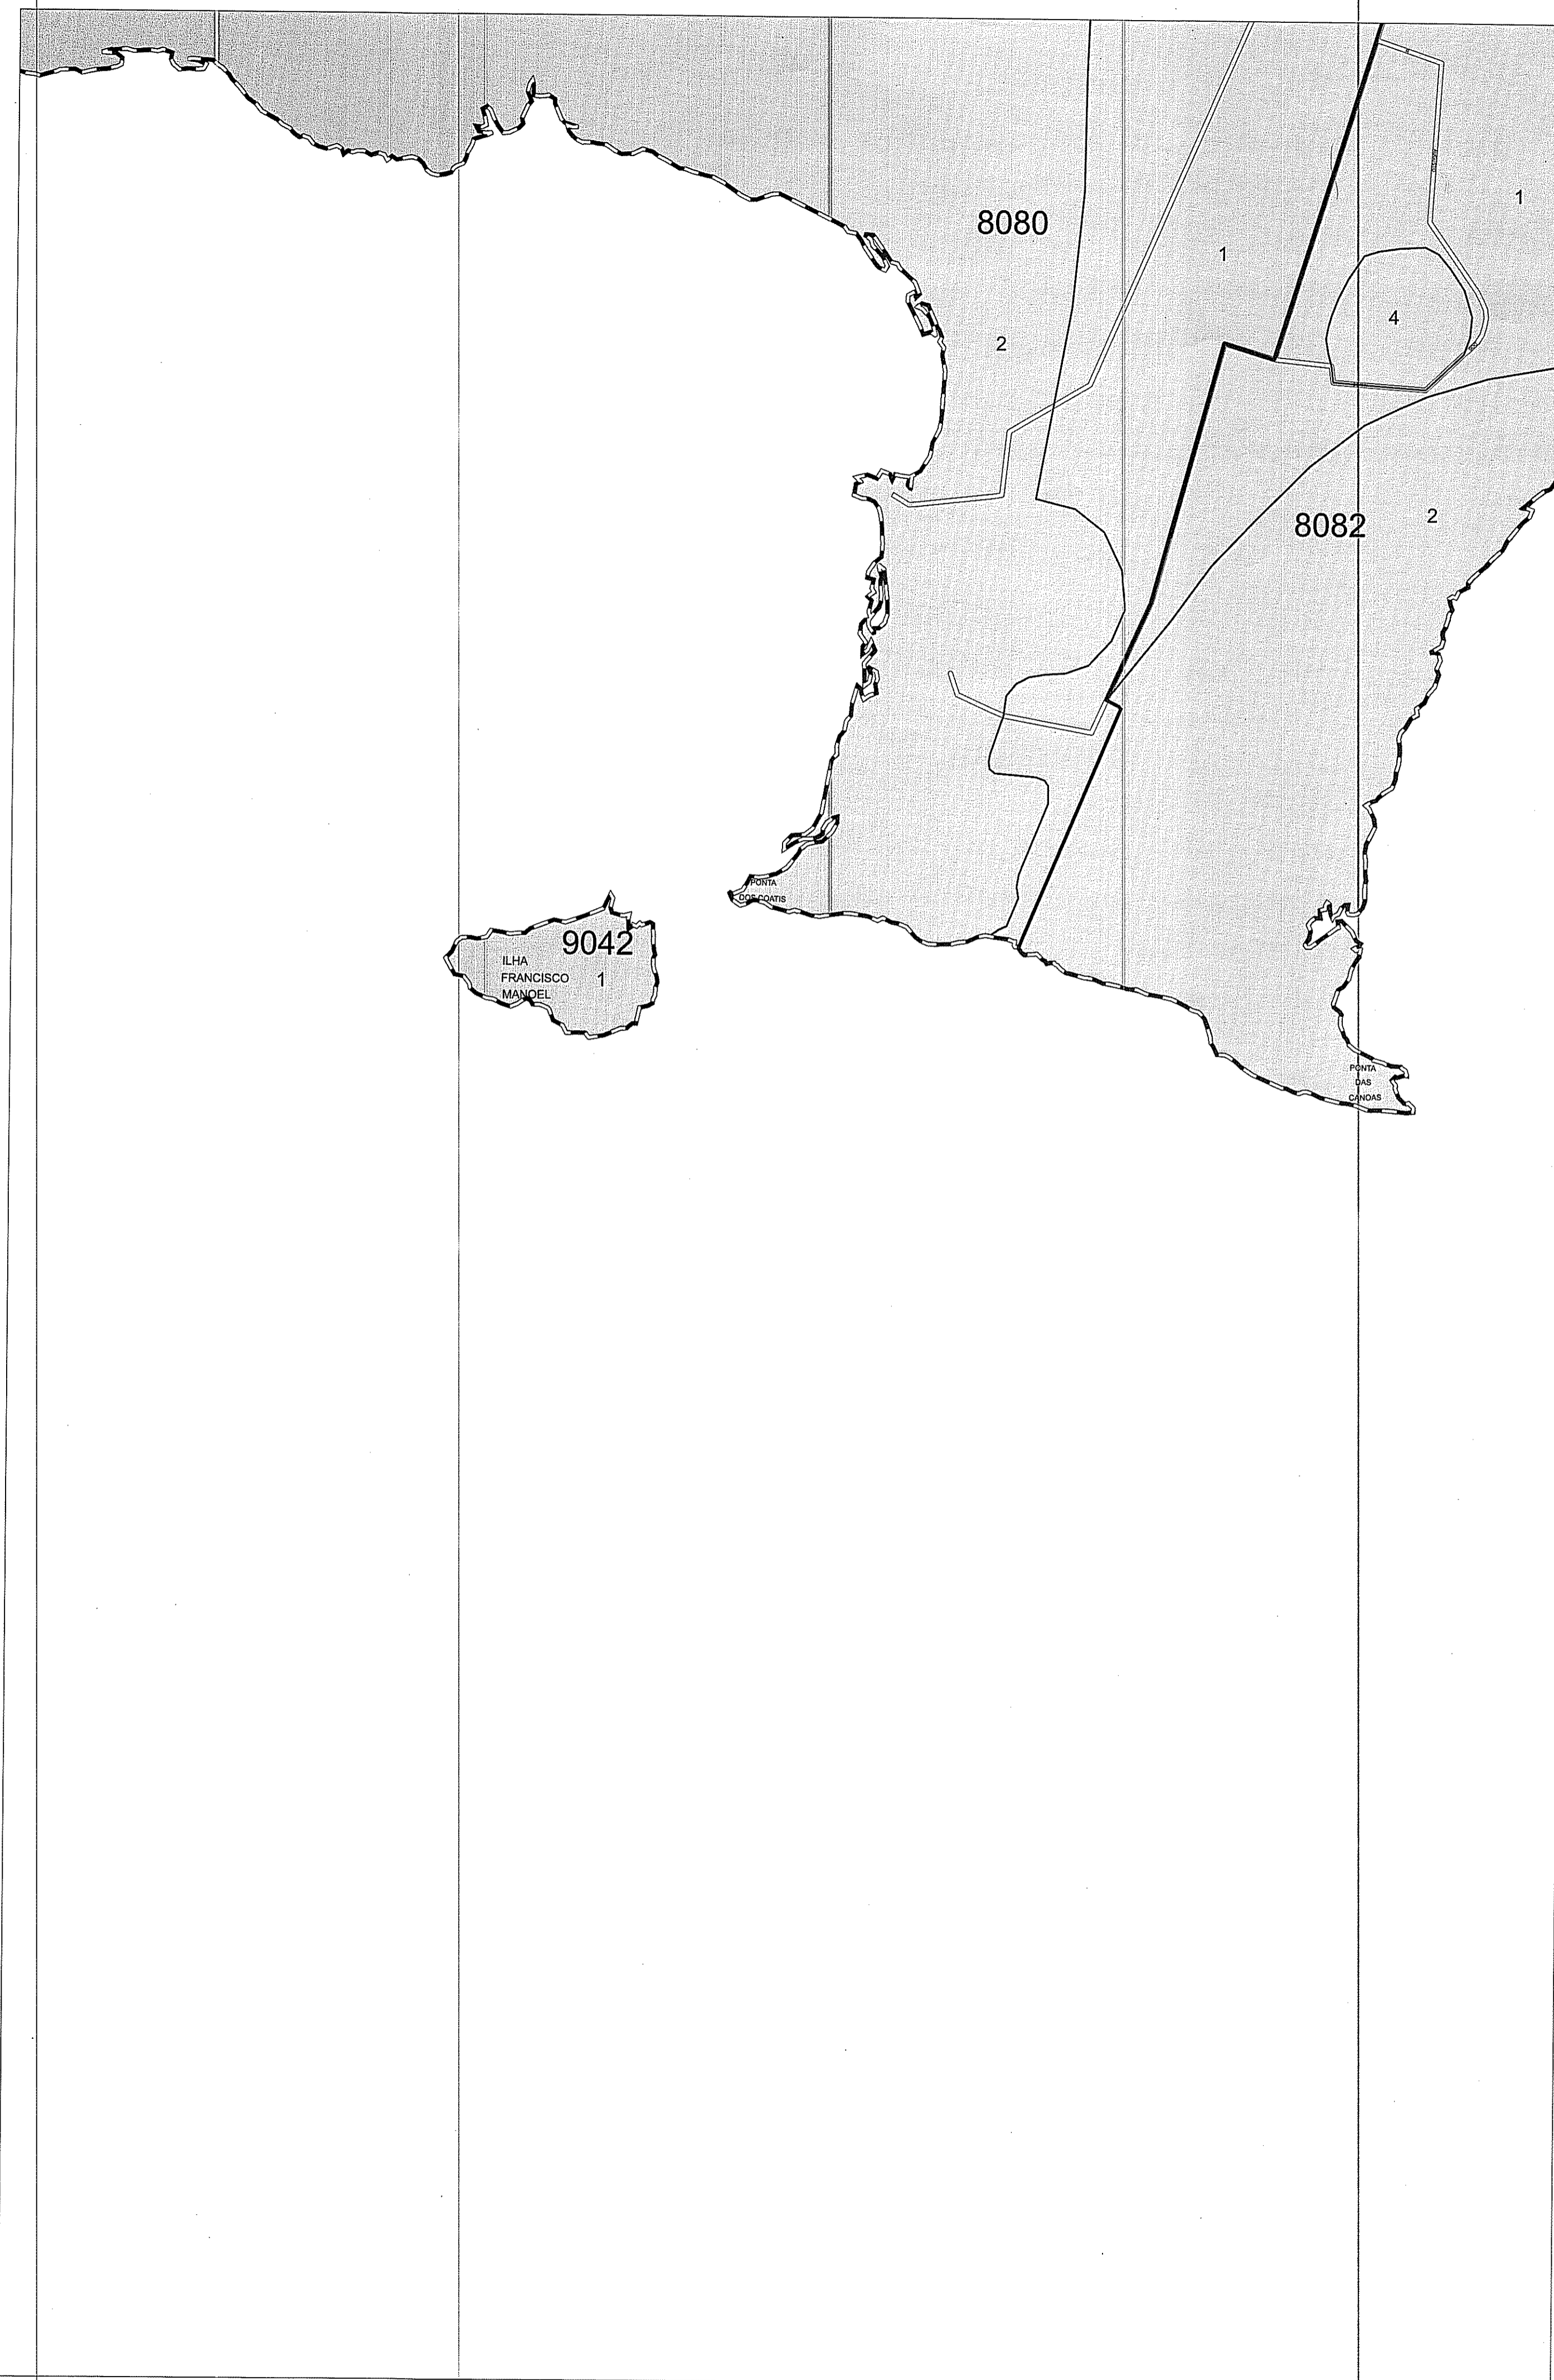 8080
1
1
4
2
8082
2
PONTA
DOS COATIS
9042
ILHA
FRANCISCO
1
MANOEL
PONTA
DAS
CANOAS